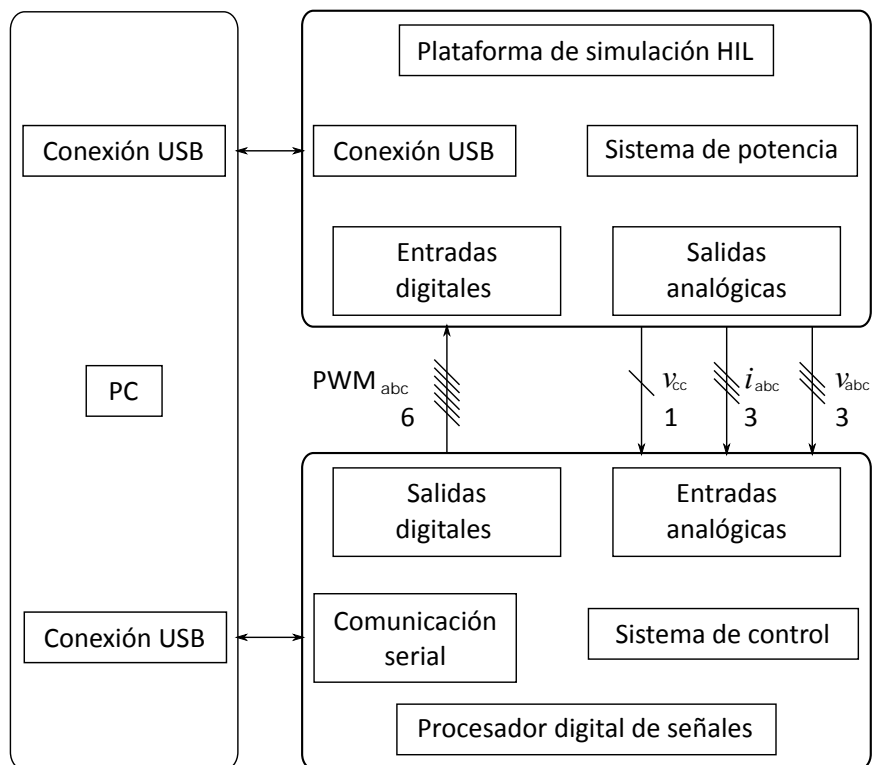 Plataforma de simulación HIL
Conexión USB
Conexión USB
Sistema de potencia
Entradas
digitales
Salidas
analógicas
PC
PWM abc
6
vcc
1
iabc
3
vabc
3
Salidas
digitales
Entradas
analógicas
Conexión USB
Comunicación
serial
Sistema de control
Procesador digital de señales